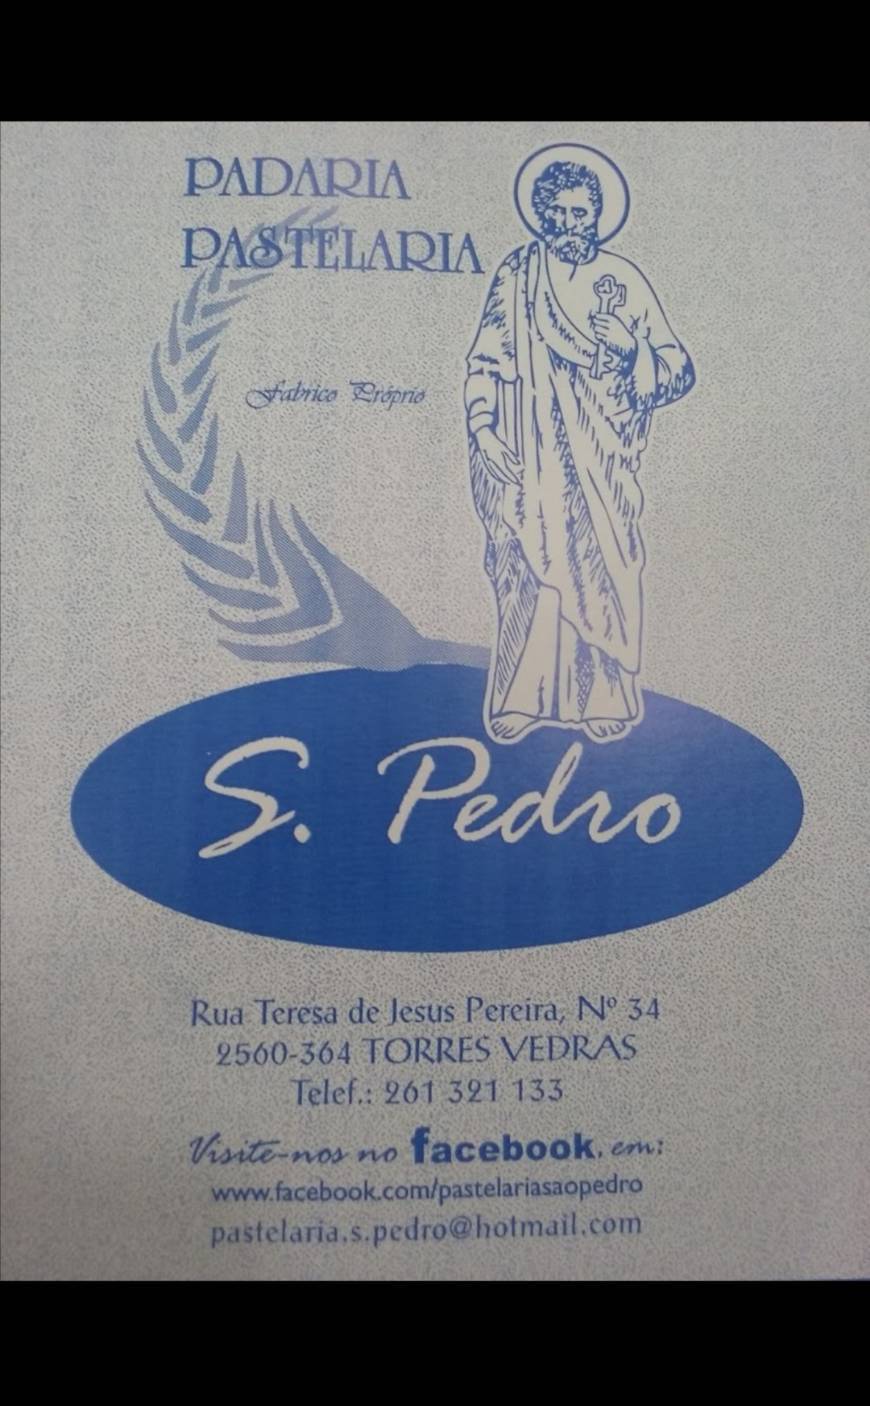 PADARIA
PASTELARIA
Fabrico Próprio
S. Pedro
Rua Teresa de Jesus Pereira, Nº 34
2560-364 TORRES VEDRAS
Telef.: 261 321 133
Visite-nos no facebook. em:
www.facebook.com/pastelariasaopedro
pastelaria.s.pedro@hotmail.com